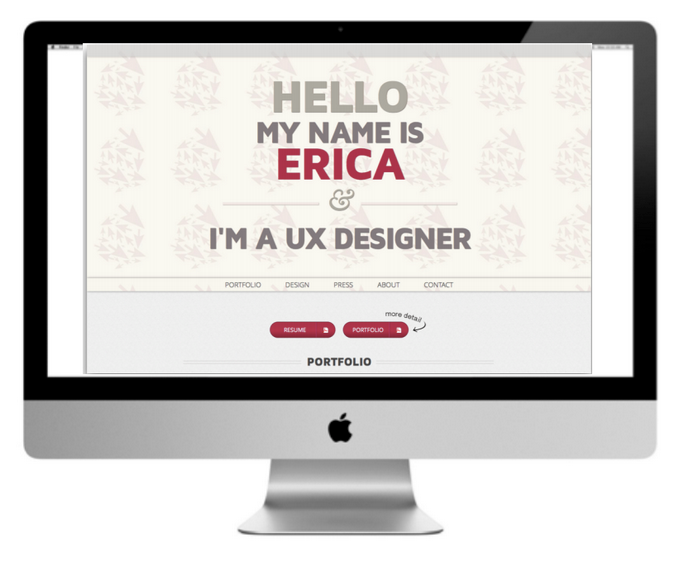 HELLO
MY NAME IS
ERICA
&
I'M A UX DESIGNER
PORTFOLIO DESIGN PRESS ABOUT CONTACT
more detail
RESUME PORTFOLIO
PORTFOLIO